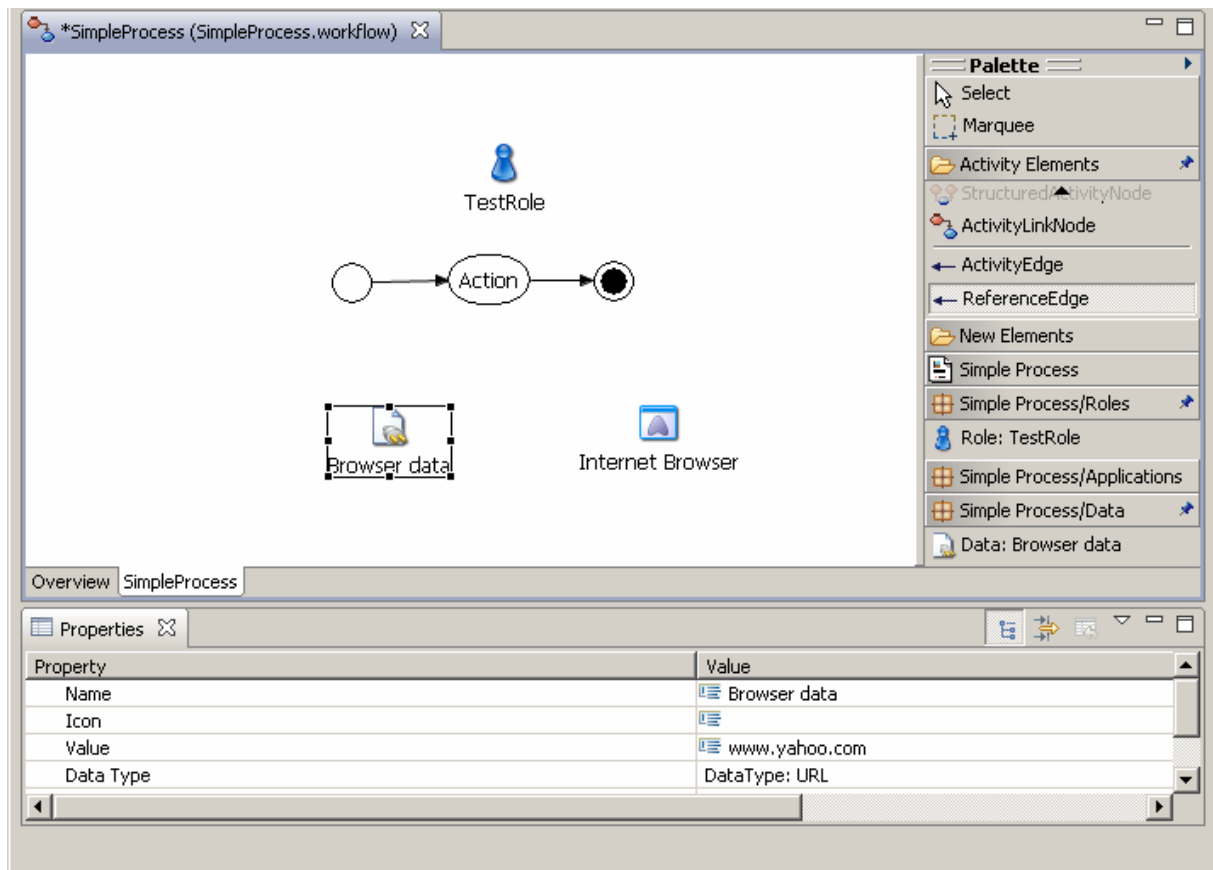 *SimpleProcess (SimpleProcess.workflow)
Palette
Select
Marquee
Activity Elements
StructuredActivityNode
ActivityLinkNode
ActivityEdge
ReferenceEdge
New Elements
Simple Process
Simple Process/Roles
Role: TestRole
Simple Process/Applications
Simple Process/Data
Data: Browser data
TestRole
Action
Browser data
Internet Browser
Overview
SimpleProcess
Properties
Property Value
Name Browser data
Icon
Value www.yahoo.com
Data Type DataType: URL